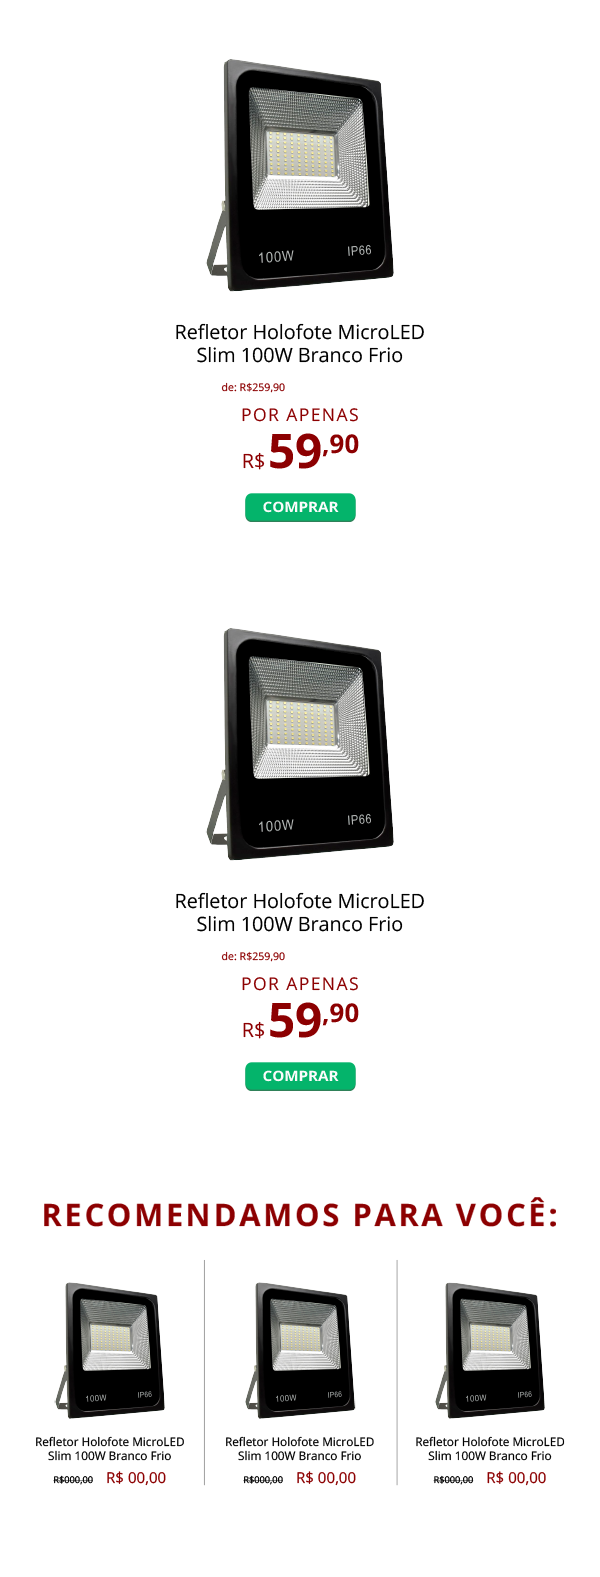 100W IP66
Refletor Holofote MicroLED
Slim 100W Branco Frio
de: R$259,90
POR APENAS
R$ 59,90
COMPRAR
100W IP66
Refletor Holofote MicroLED
Slim 100W Branco Frio
de: R$259,90
POR APENAS
R$ 59,90
COMPRAR
RECOMENDAMOS PARA VOCÊ:
100W IP66
Refletor Holofote MicroLED
Slim 100W Branco Frio
R$000,00 R$ 00,00
100W IP66
Refletor Holofote MicroLED
Slim 100W Branco Frio
R$000,00 R$ 00,00
100W IP66
Refletor Holofote MicroLED
Slim 100W Branco Frio
R$000,00 R$ 00,00